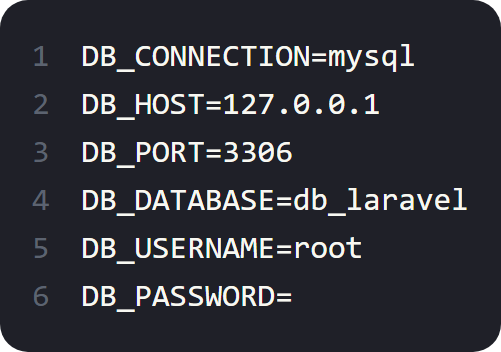 1 DB_CONNECTION=mysql
2 DB_HOST=127.0.0.1
3 DB_PORT=3306
4 DB_DATABASE=db_laravel
5 DB_USERNAME=root
6 DB_PASSWORD=